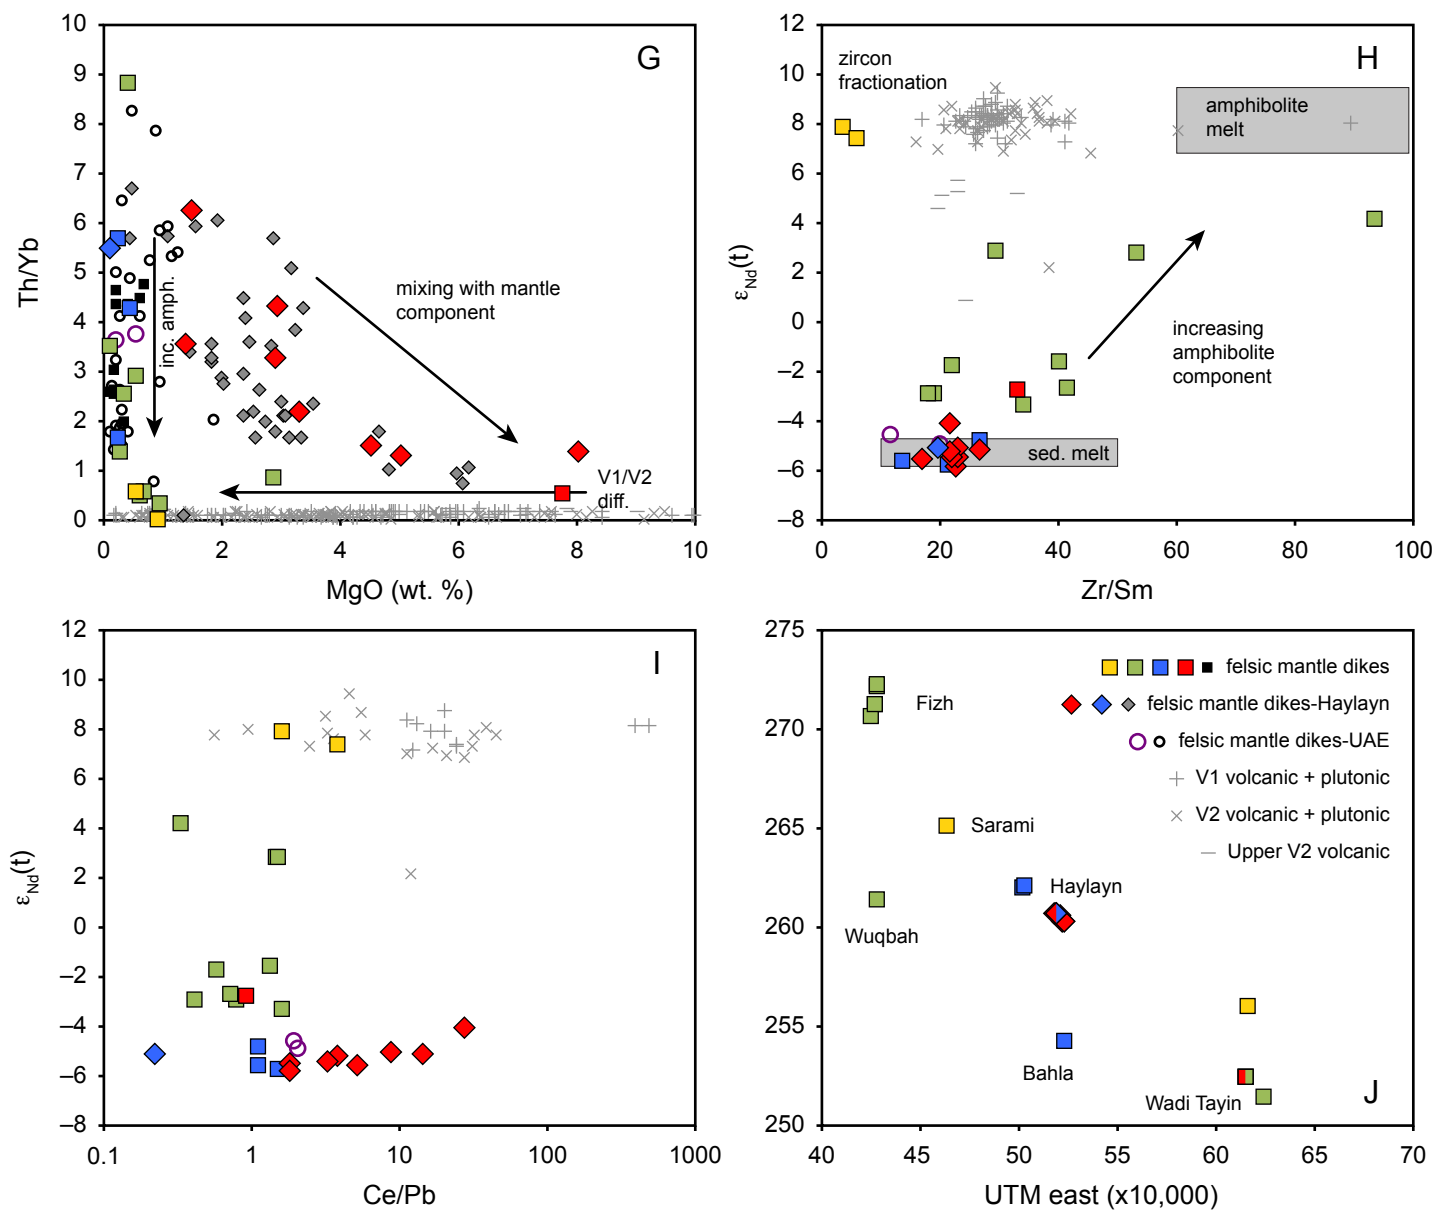 10
9
8
7
6
5
4
3
2
1
0
Th/Yb
G
inc. amph.
mixing with mantle
component
V1/V2
diff.
0
2
4
6
8
10
MgO (wt. %)
12
10
8
6
4
2
0
–2
–4
–6
–8
εNd(t)
H
zircon
fractionation
amphibolite
melt
increasing
amphibolite
component
sed. melt
0
20
40
60
80
100
Zr/Sm
12
10
8
6
4
2
0
–2
–4
–6
–8
εNd(t)
I
0.1
1
10
100
1000
Ce/Pb
275
270
265
260
255
250
felsic mantle dikes
felsic mantle dikes-Haylayn
felsic mantle dikes-UAE
V1 volcanic + plutonic
V2 volcanic + plutonic
Upper V2 volcanic
Fizh
Sarami
Haylayn
Wuqbah
Bahla
Wadi Tayin
J
40
45
50
55
60
65
70
UTM east (x10,000)